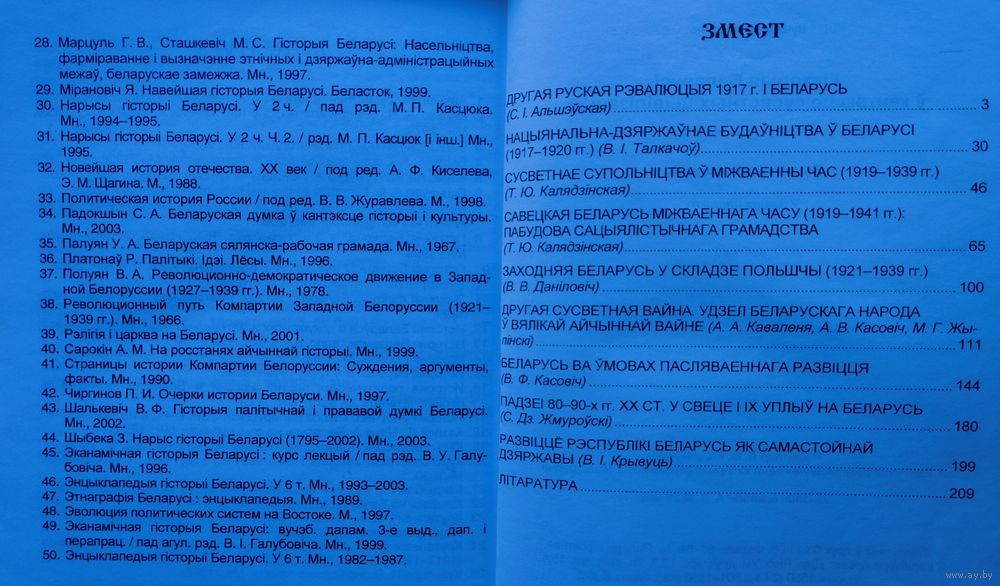 28. Марцуль Г. В., Сташкевіч М. С. Гісторыя Беларусі: Насельніцтва,
фарміраванне і вызначэнне этнічных і дзяржаўна-адміністрацыйных
межаў, беларускае замежжа. Мн., 1997.
29. Мірановіч Я. Навейшая гісторыя Беларусі. Беласток, 1999.
30. Нарысы гісторыі Беларусі. У 2 ч. / пад рэд. М. П. Касцюка.
Мн., 1994–1995.
31. Нарысы гісторыі Беларусі. У 2 ч. Ч. 2. / рэд. М. П. Касцюк [і інш.] Мн.,
1995.
32. Новейшая история отечества. XX век / под ред. А. Ф. Киселева,
Э. М. Щагина. М., 1988.
33. Политическая история России / под ред. В. В. Журавлева. М., 1998.
34. Падокшын С. А. Беларуская думка ў кантэксце гісторыі і культуры.
Мн., 2003.
35. Палуян У. А. Беларуская сялянска-рабочая грамада. Мн., 1967.
36. Платонаў Р. Палітыкі. Ідэі. Лёсы. Мн., 1996.
37. Полуян В. А. Революционно-демократическое движение в Запад-
ной Белоруссии (1927–1939 гг.). Мн., 1978.
38. Революционный путь Компартии Западной Белоруссии (1921–
1939 гг.). Мн., 1966.
39. Рэлігія і царква на Беларусі. Мн., 2001.
40. Сарокін А. М. На росстанях айчыннай гісторыі. Мн., 1999.
41. Страницы истории Компартии Белоруссии: Суждения, аргументы,
факты. Мн., 1990.
42. Чиргинов П. И. Очерки истории Беларуси. Мн., 1997.
43. Шалькевіч В. Ф. Гісторыя палітычнай і прававой думкі Беларусі.
Мн., 2002.
44. Шыбека З. Нарыс гісторыі Беларусі (1795–2002). Мн., 2003.
45. Эканамічная гісторыя Беларусі : курс лекцый / пад рэд. В. У. Галу-
бовіча. Мн., 1996.
46. Энцыклапедыя гісторыі Беларусі. У 6 т. Мн., 1993–2003.
47. Этнаграфія Беларусі : энцыклапедыя. Мн., 1989.
48. Эволюция политических систем на Востоке. М., 1997.
49. Эканамічная гісторыя Беларусі: вучэб. дапам. 3-е выд., дап. і
перапрац. / пад агул. рэд. В. І. Галубовіча. Мн., 1999.
50. Энцыклапедыя гісторыі Беларусі. У 6 т. Мн., 1982–1987.
ЗМЕСТ
ДРУГАЯ РУСКАЯ РЭВАЛЮЦЫЯ 1917 г. І БЕЛАРУСЬ
(С. І. Альшэўская) 3
НАЦЫЯНАЛЬНА-ДЗЯРЖАЎНАЕ БУДАЎНІЦТВА Ў БЕЛАРУСІ
(1917–1920 гг.) (В. І. Талкачоў) 30
СУСВЕТНАЕ СУПОЛЬНІЦТВА Ў МІЖВАЕННЫ ЧАС (1919–1939 гг.)
(Т. Ю. Калядзінская) 46
САВЕЦКАЯ БЕЛАРУСЬ МІЖВАЕННАГА ЧАСУ (1919–1941 гг.):
ПАБУДОВА САЦЫЯЛІСТЫЧНАГА ГРАМАДСТВА
(Т. Ю. Калядзінская) 65
ЗАХОДНЯЯ БЕЛАРУСЬ У СКЛАДЗЕ ПОЛЬШЧЫ (1921–1939 гг.)
(В. В. Даніловіч) 100
ДРУГАЯ СУСВЕТНАЯ ВАЙНА. УДЗЕЛ БЕЛАРУСКАГА НАРОДА
Ў ВЯЛІКАЙ АЙЧЫННАЙ ВАЙНЕ (А. А. Каваленя, А. В. Касовіч, М. Г. Жы-
лінскі) 111
БЕЛАРУСЬ ВА ЎМОВАХ ПАСЛЯВАЕННАГА РАЗВІЦЦЯ
(В. Ф. Касовіч) 144
ПАДЗЕІ 80–90-х гг. XX СТ. У СВЕЦЕ І ІХ УПЛЫЎ НА БЕЛАРУСЬ
(С. Дз. Жмуроўскі) 180
РАЗВІЦЦЁ РЭСПУБЛІКІ БЕЛАРУСЬ ЯК САМАСТОЙНАЙ
ДЗЯРЖАВЫ (В. І. Крывуць) 199
ЛІТАРАТУРА 209
www.ay.by